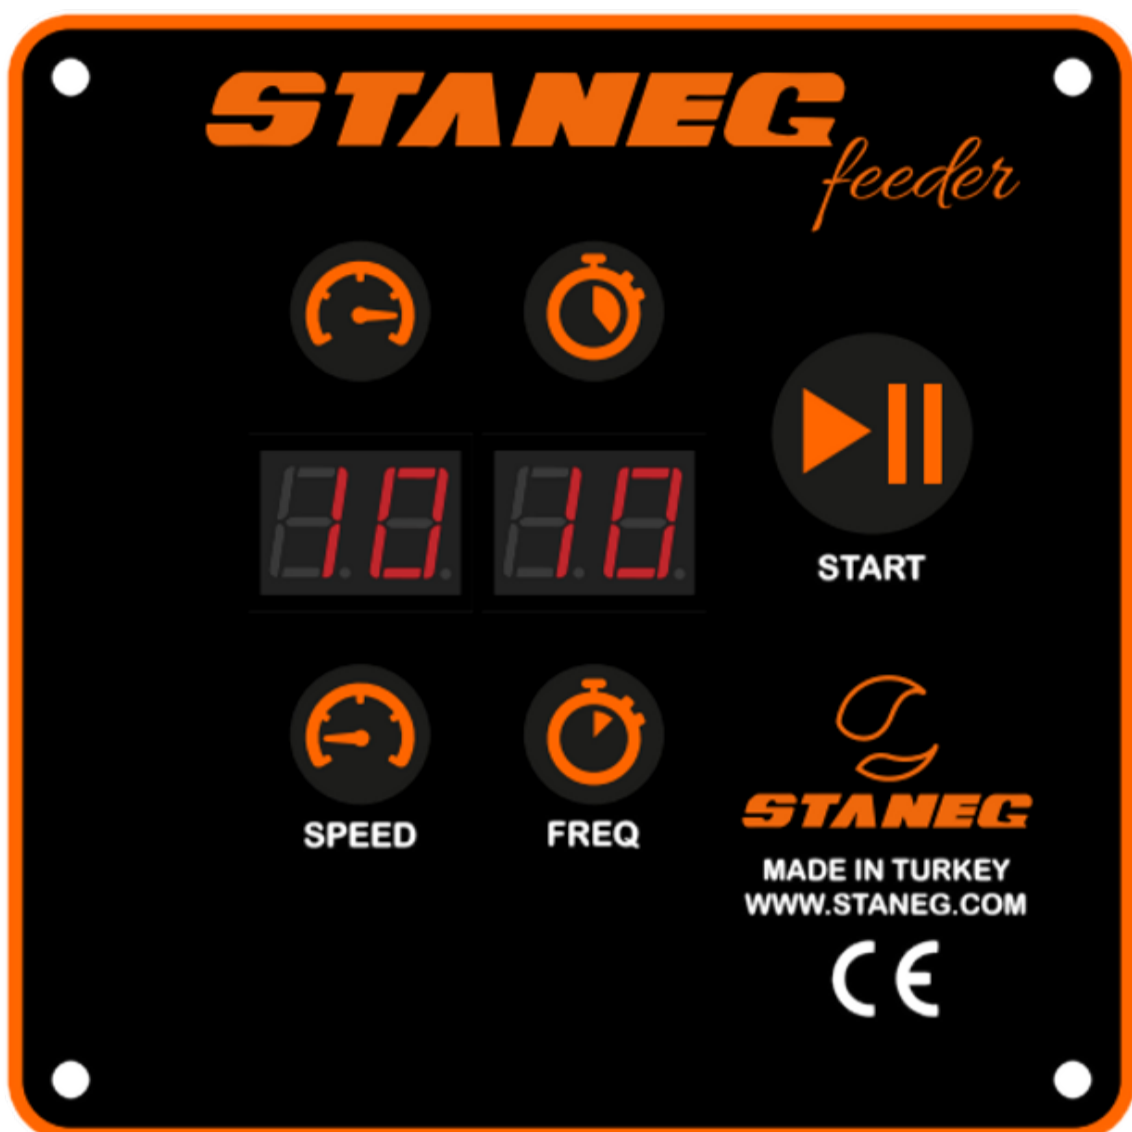 STANEG
feeder
10 10
START
SPEED FREQ
STANEG
MADE IN TURKEY
WWW.STANEG.COM
CE